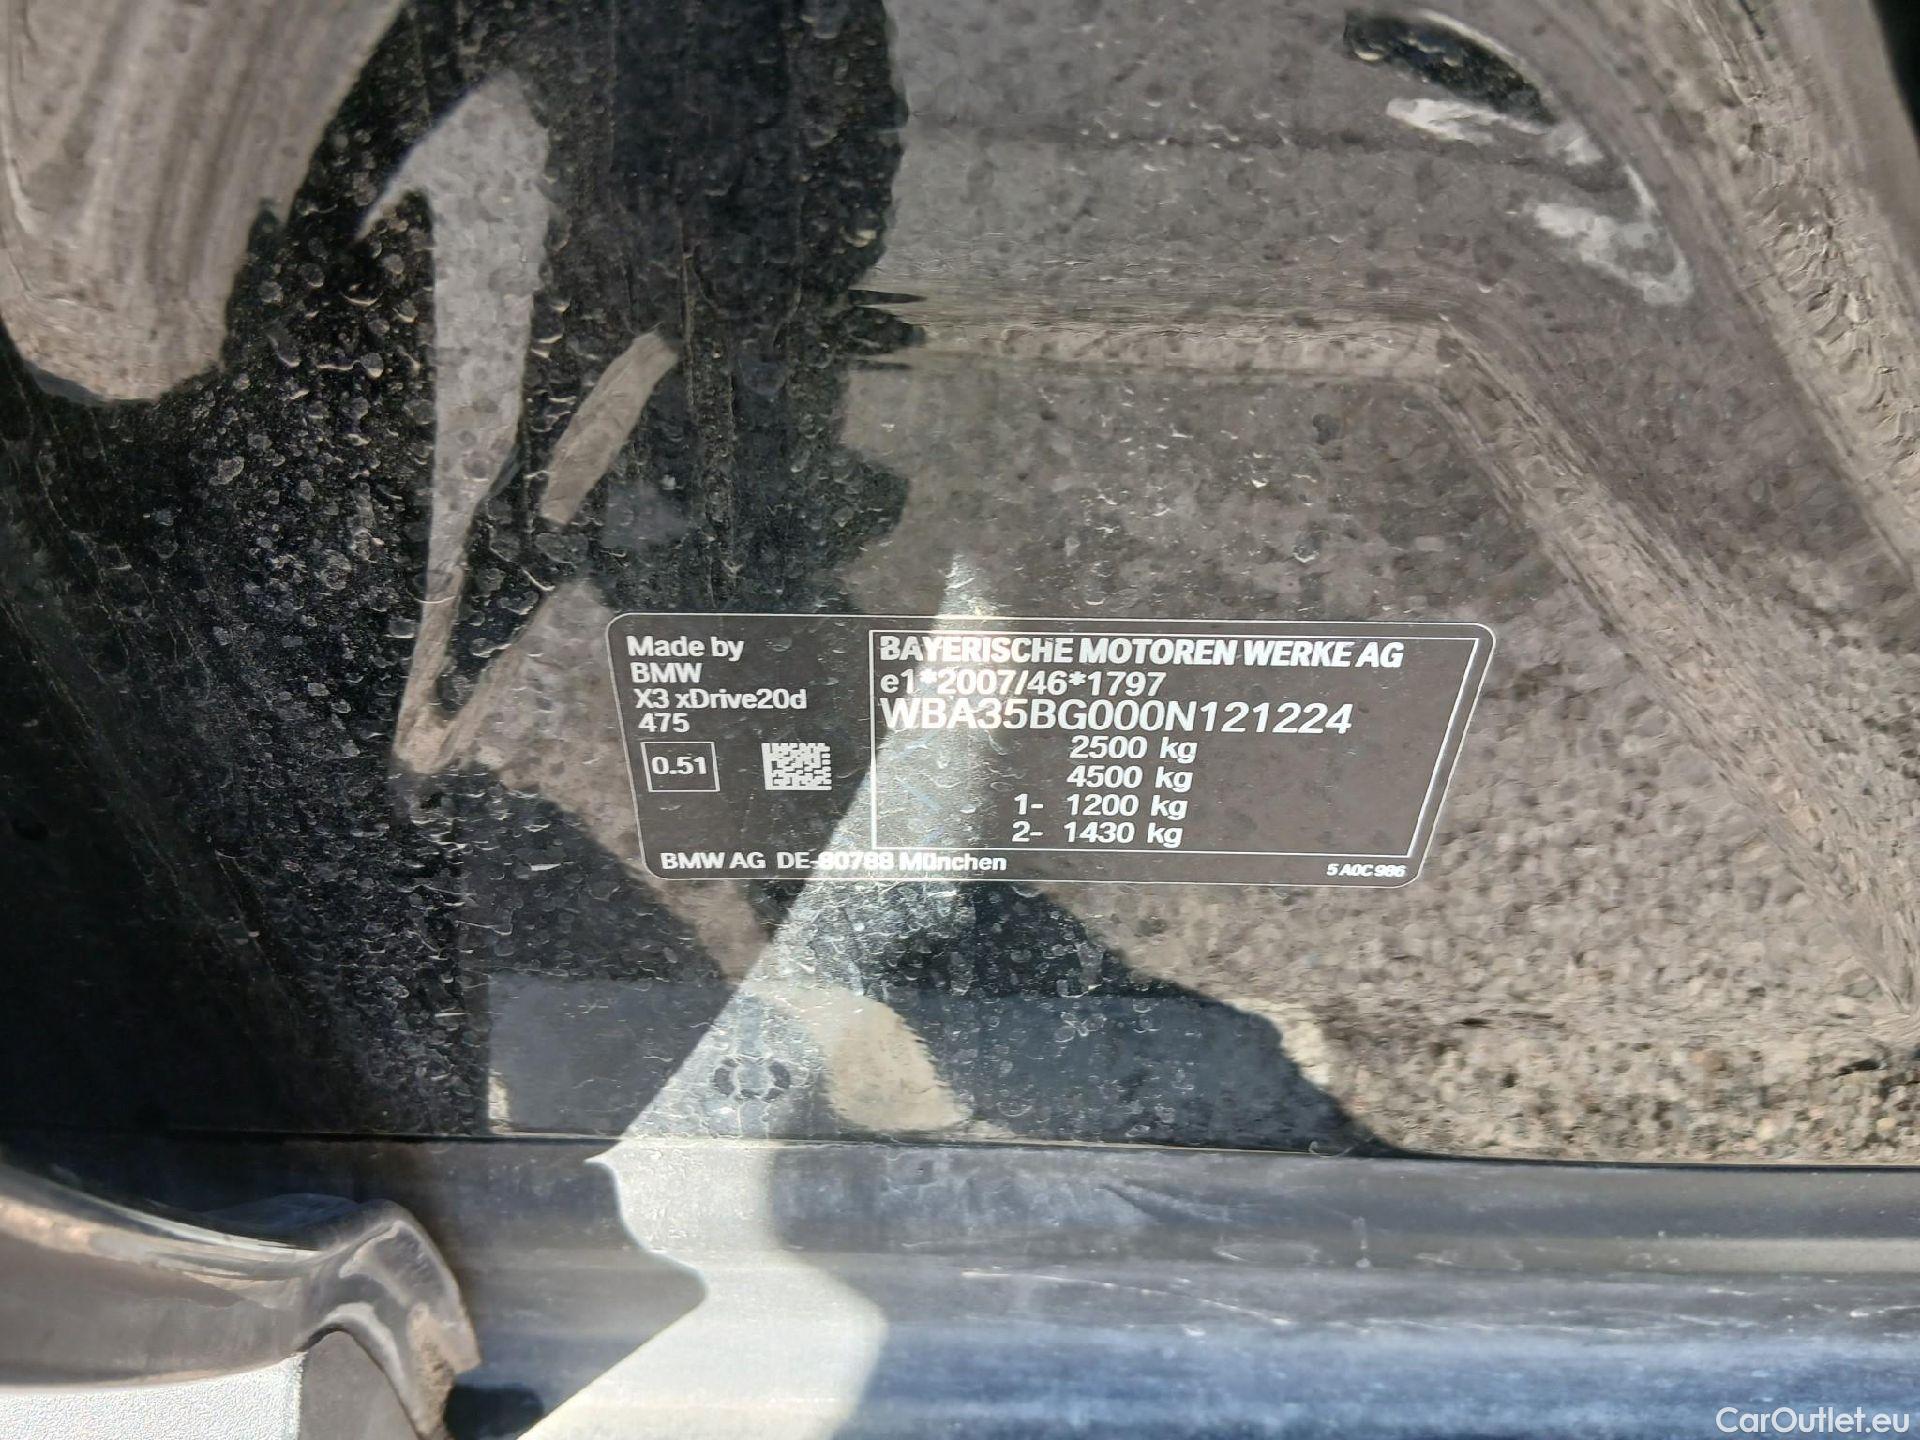 Made by
BMW
X3 xDrive20d
475
0.51
BAYERISCHE MOTOREN WERKE AG
e1*2007/46*1797
WBA35BG000N121224
2500 kg
4500 kg
1- 1200 kg
2- 1430 kg
BMW AG DE-80788 München
5 A0C 986
CarOutlet.eu